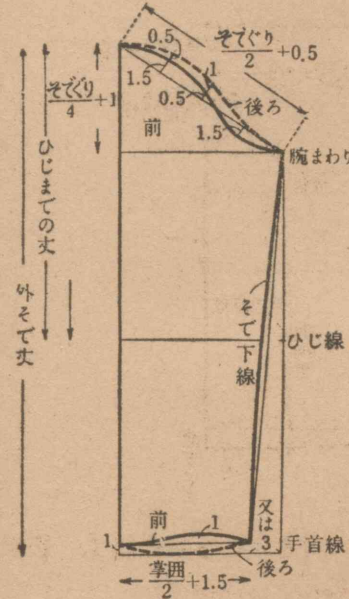 0.5
そでぐり/2+0.5
1
1.5
0.5
後ろ
1.5
そでぐり/4+1
前
腕まわり
ひじまでの丈
外そで丈
そで下線
ひじ線
前
1
又は
3
手首線
1
後ろ
掌囲/2+1.5